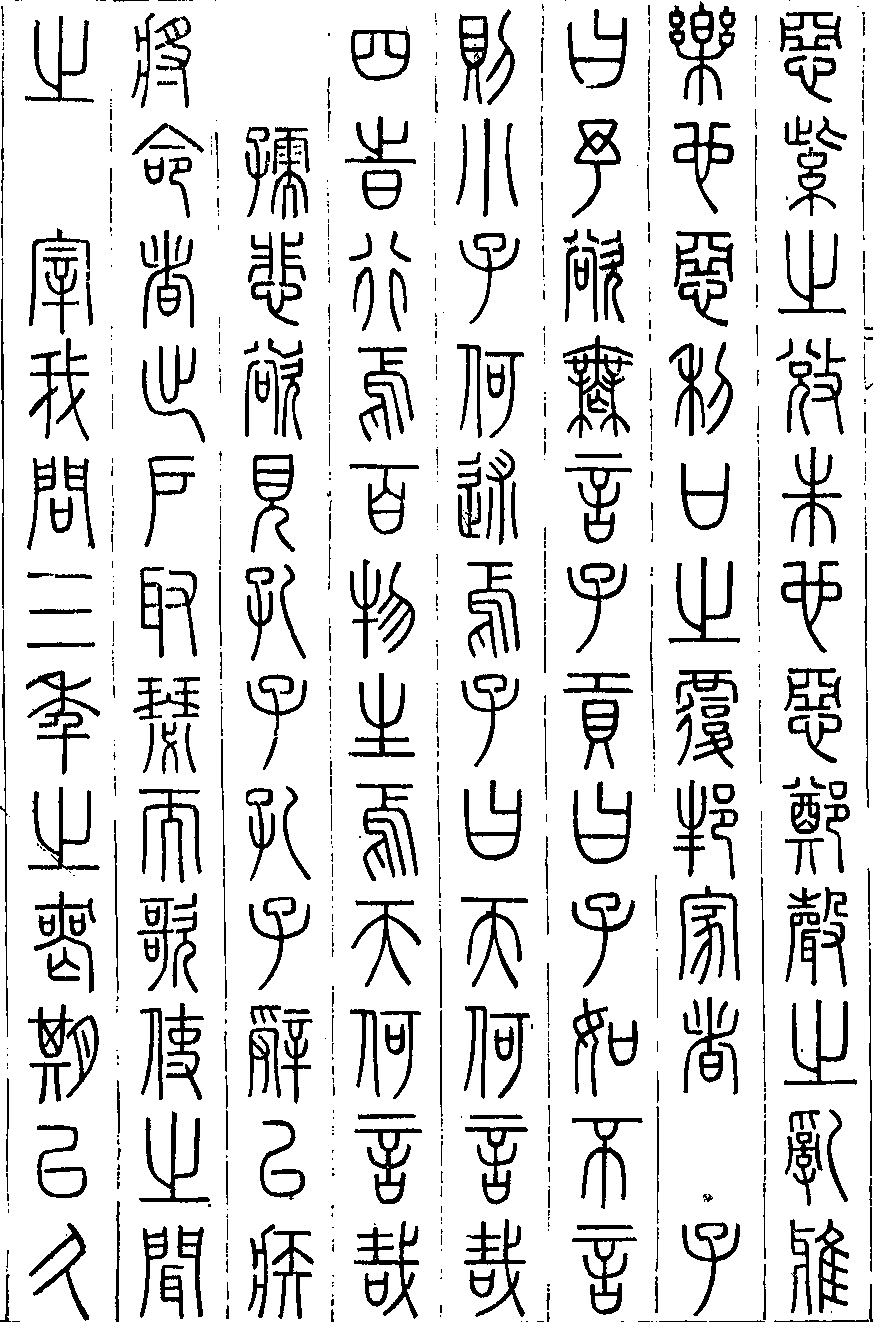 惡紫之敓朱也惡鄭聲之亂雅
樂也惡利口之覆邦家者　子
曰予欲無言子貢曰子如不言
則小子何述焉子曰天何言哉
四旹行焉百物生焉天何言哉
孺悲欲見孔子孔子辭以疾
將命者出戶取瑟而歌使之聞
之　宰我問三年之喪期已久